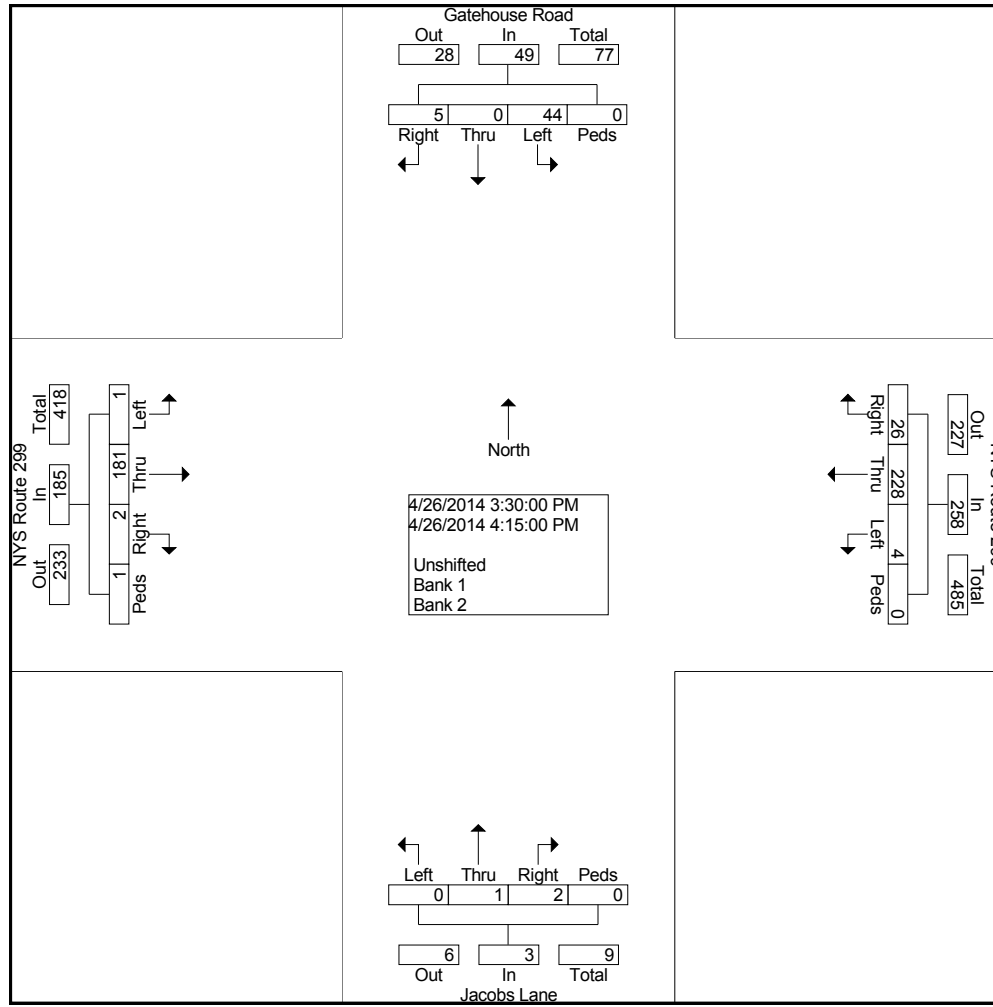 Gatehouse Road
Out In Total
28 49 77
5 0 44 0
Right Thru Left Peds
NYS Route 299
Total In Out
418 185 233
1 181 2 1
Left Thru Right Peds
North
4/26/2014 3:30:00 PM
4/26/2014 4:15:00 PM
Unshifted
Bank 1
Bank 2
Right Thru Left Peds
26 228 4 0
Out In Total
227 258 485
Left Thru Right Peds
0 1 2 0
6 3 9
Out In Total
Jacobs Lane